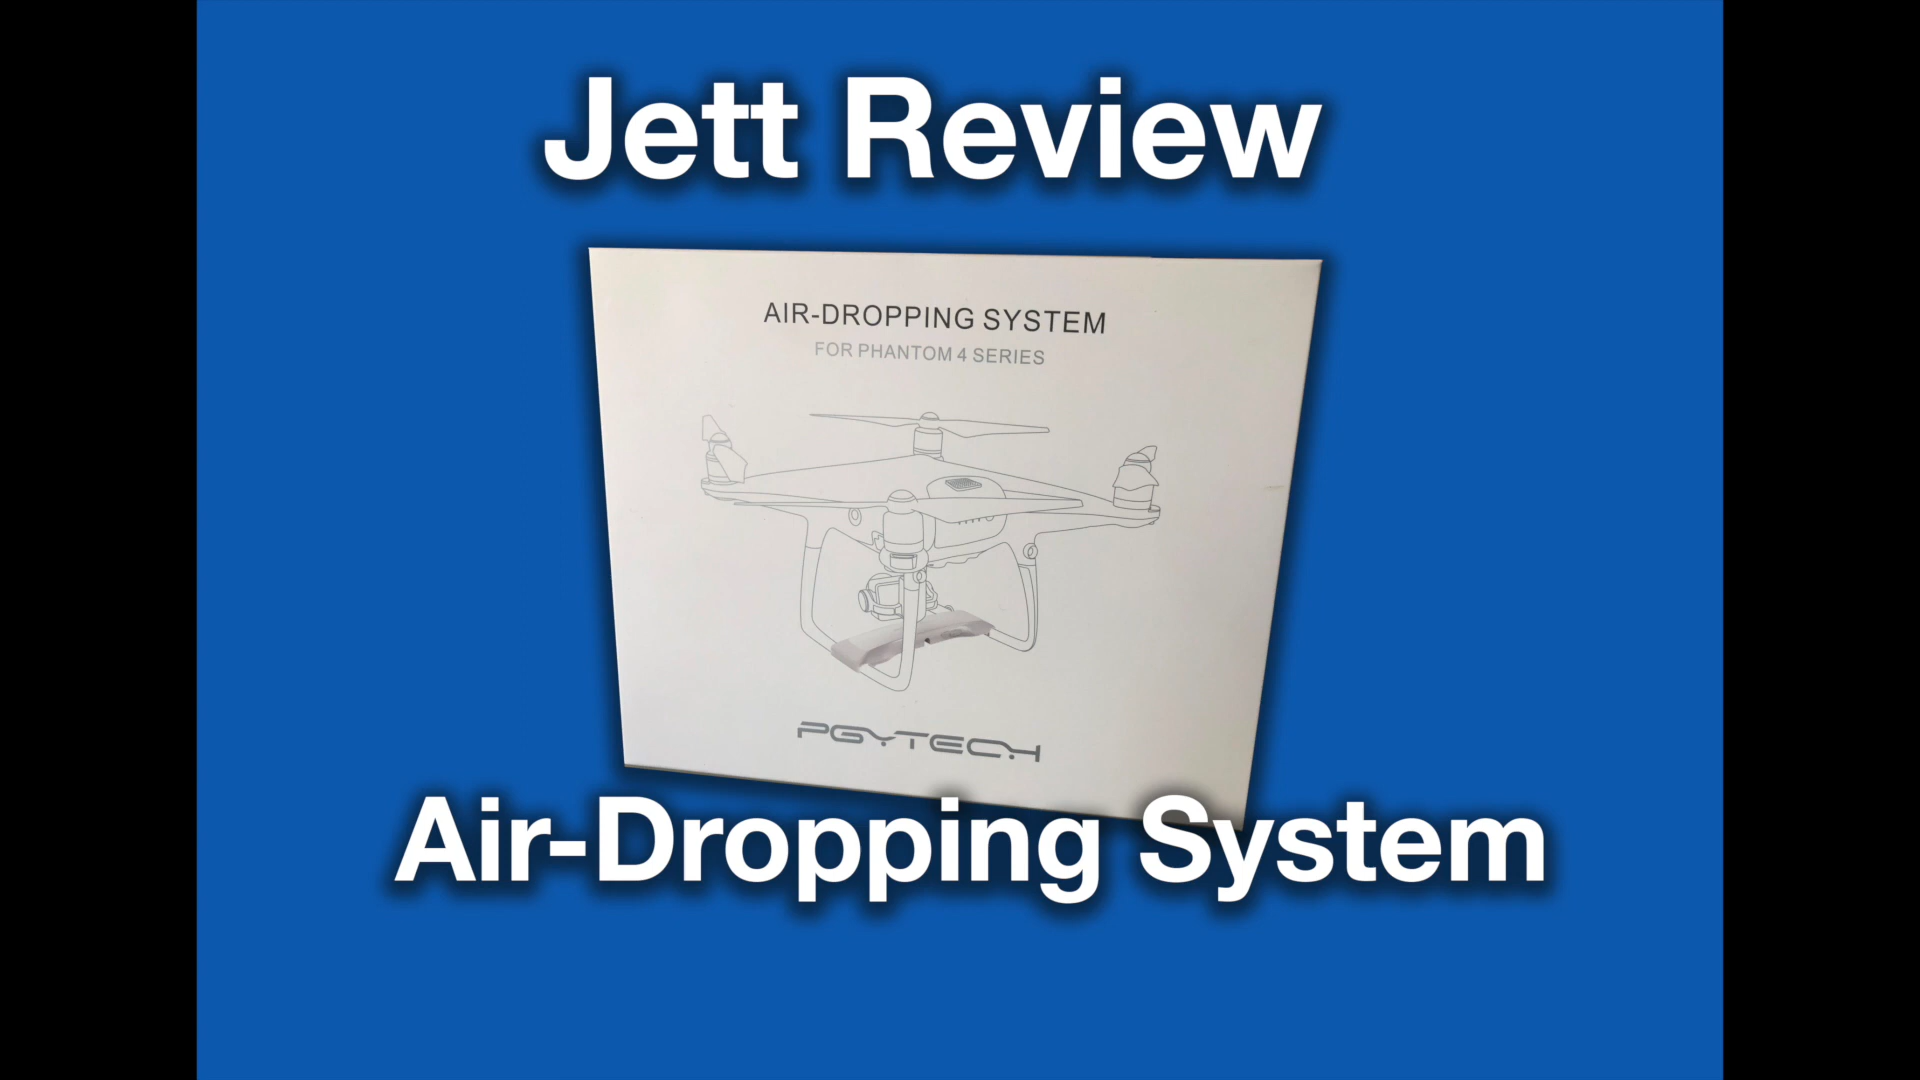 Jett Review
AIR-DROPPING SYSTEM
FOR PHANTOM 4 SERIES
PGYTECH
Air-Dropping System